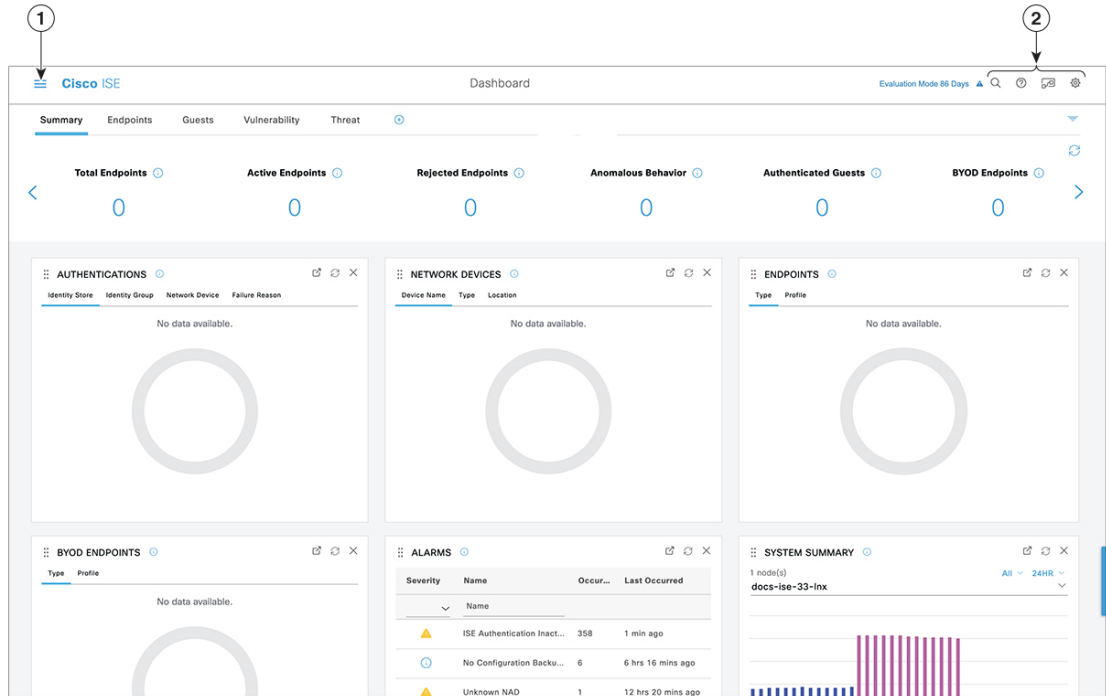 1
2
Cisco ISE
Dashboard
Evaluation Mode 86 Days
Summary Endpoints Guests Vulnerability Threat
Total Endpoints Active Endpoints Rejected Endpoints Anomalous Behavior Authenticated Guests BYOD Endpoints
0 0 0 0 0 0
AUTHENTICATIONS
Identity Store Identity Group Network Device Failure Reason
No data available.
NETWORK DEVICES
Device Name Type Location
No data available.
ENDPOINTS
Type Profile
No data available.
BYOD ENDPOINTS
Type Profile
No data available.
ALARMS
Severity Name Occur... Last Occurred
Name
ISE Authentication Inact... 358 1 min ago
No Configuration Backu... 6 6 hrs 16 mins ago
Unknown NAD 1 12 hrs 20 mins ago
SYSTEM SUMMARY
1 node(s) All 24HR
docs-ise-33-lnx